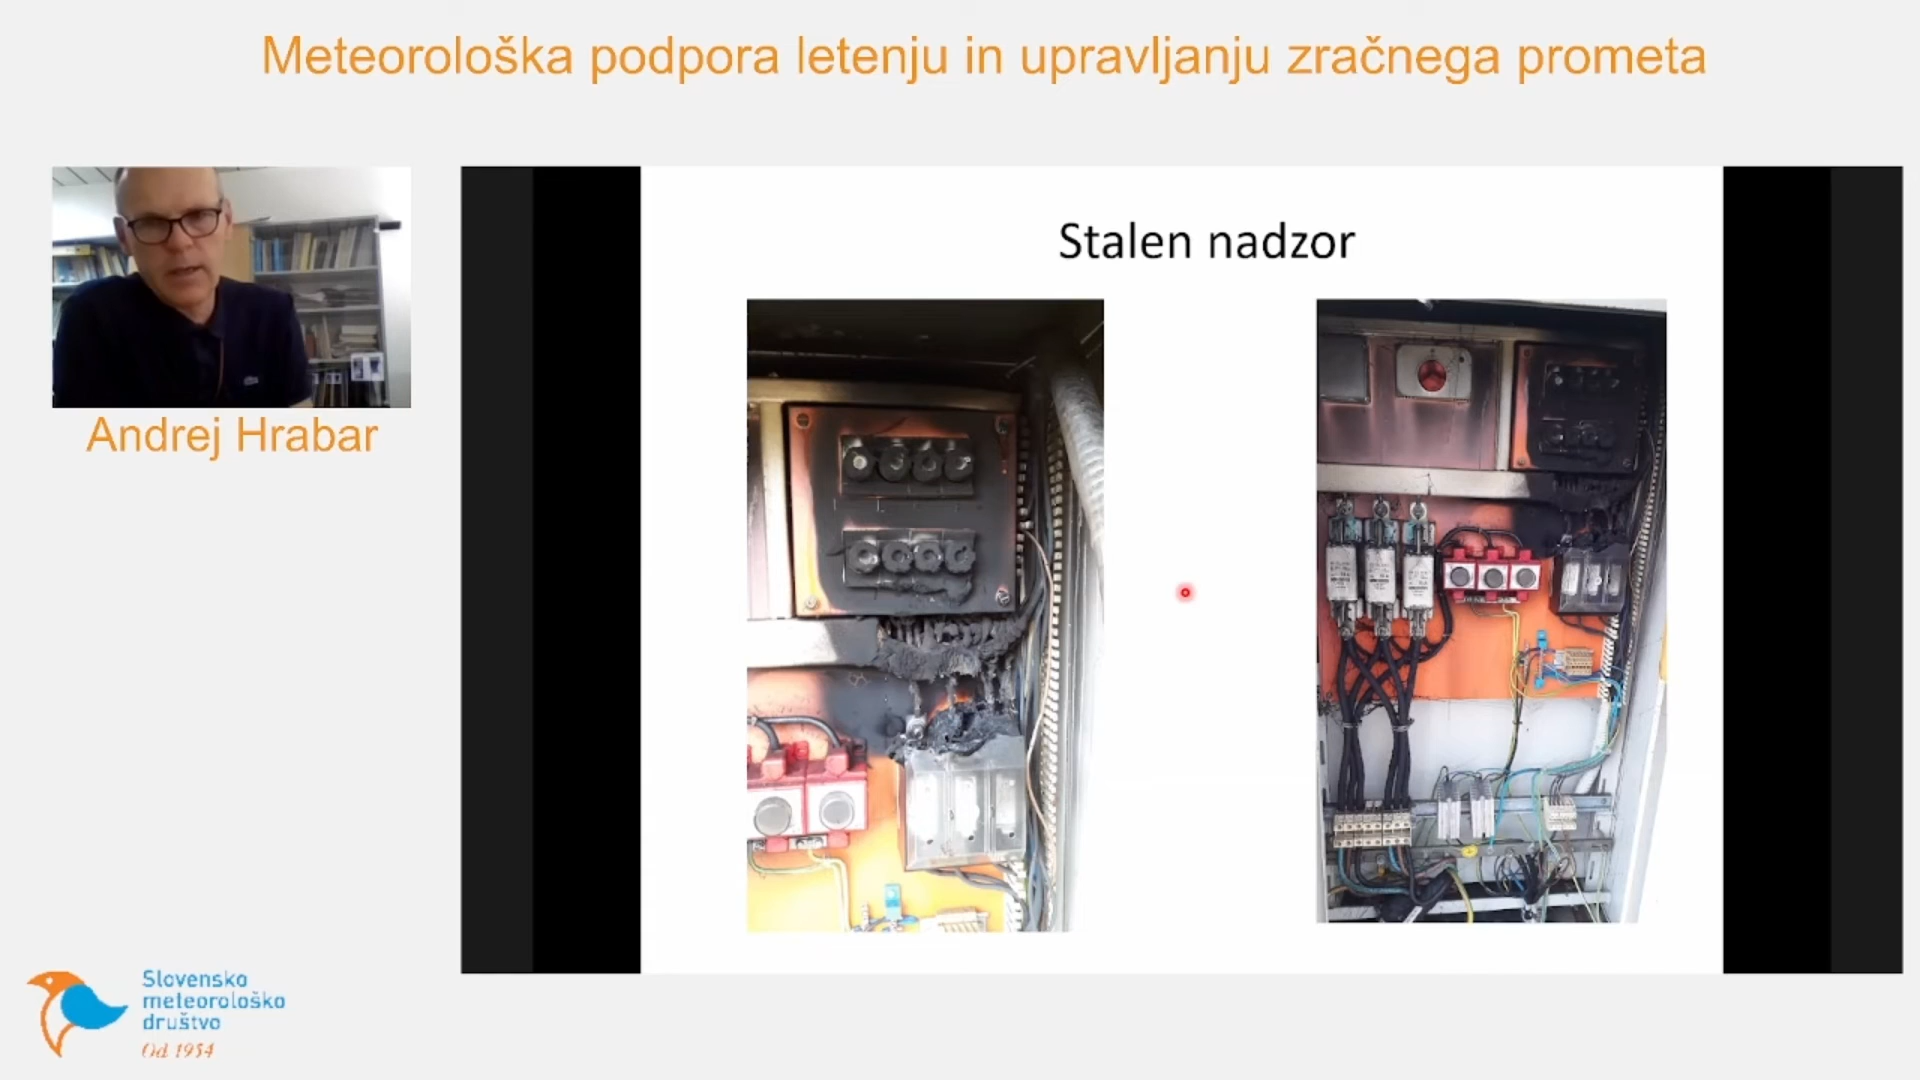 Meteorološka podpora letenju in upravljanju zračnega prometa
Stalen nadzor
Andrej Hrabar
Slovensko
meteorološko
društvo
Od 1954